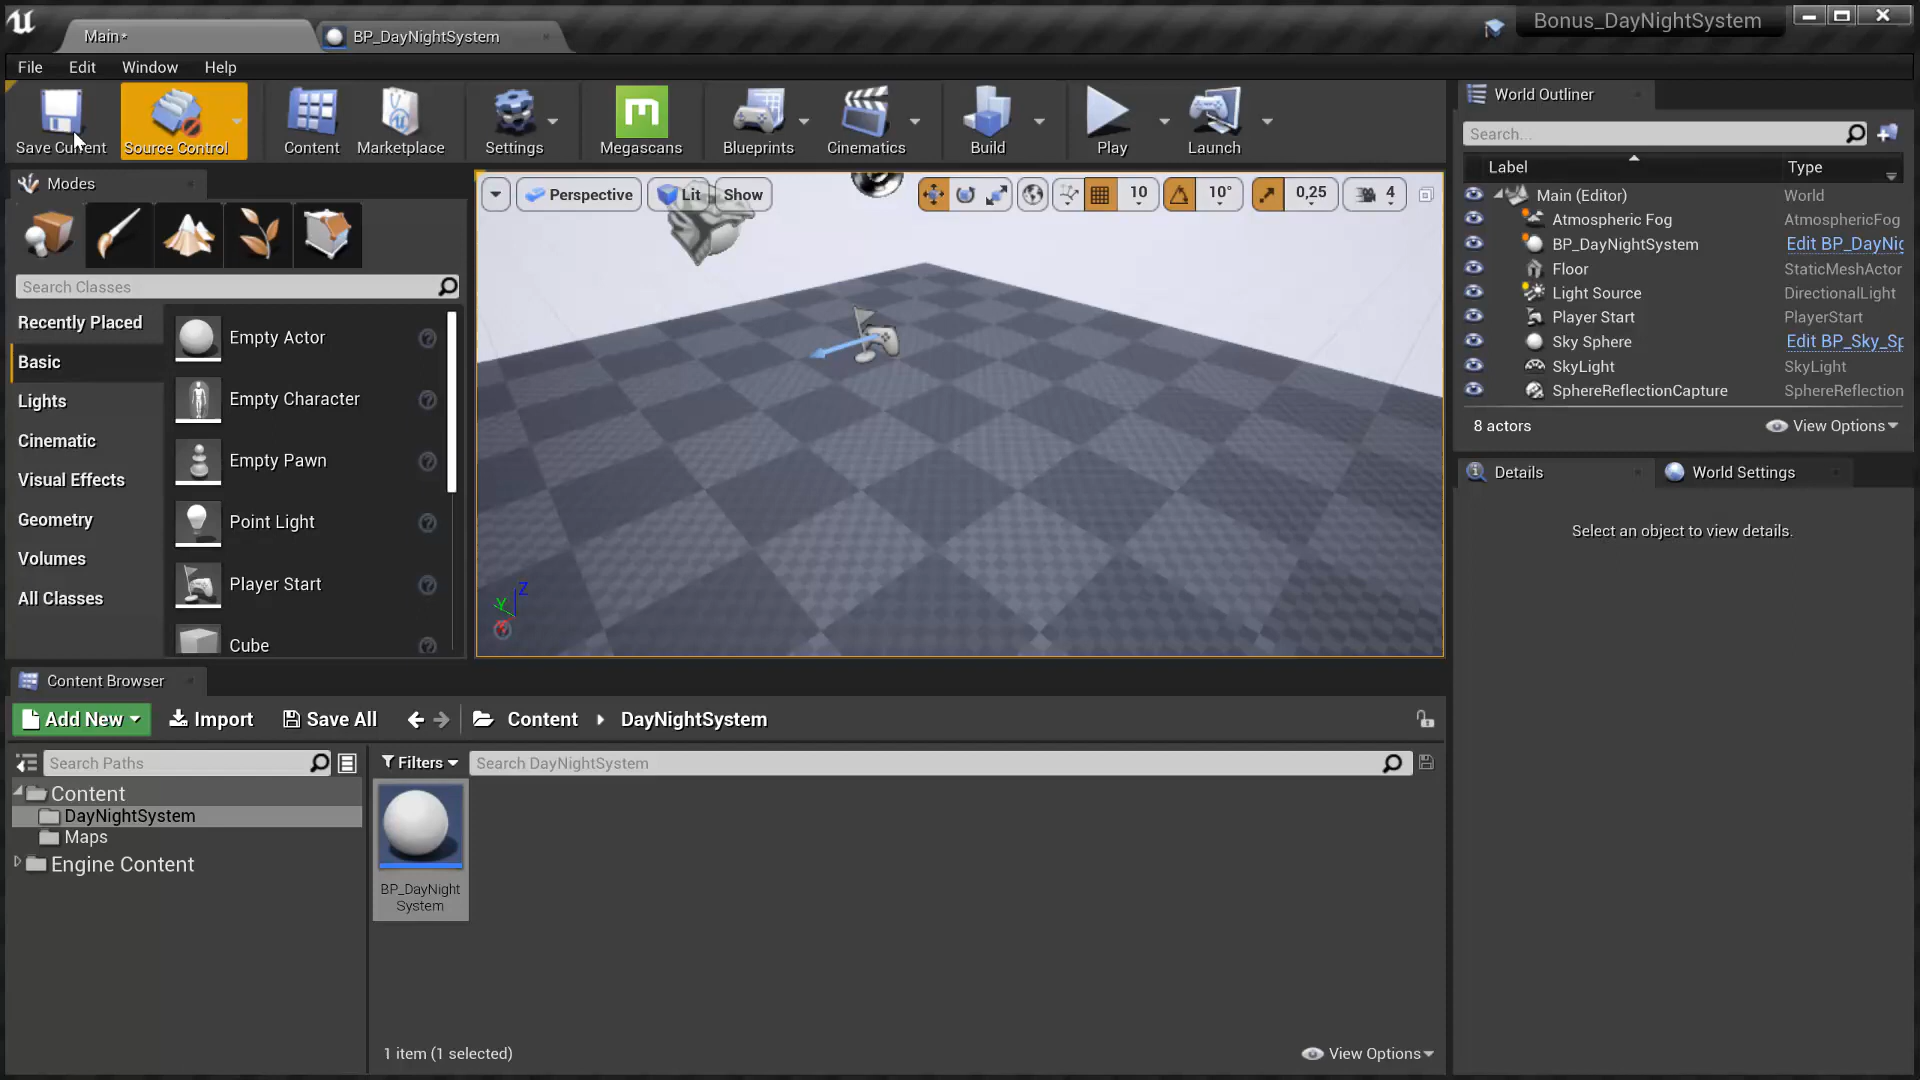 Main*
BP_DayNightSystem
Bonus_DayNightSystem
File Edit Window Help
Save Current
Source Control
Content
Marketplace
Settings
Megascans
Blueprints
Cinematics
Build
Play
Launch
Modes
Search Classes
Recently Placed
Basic
Lights
Cinematic
Visual Effects
Geometry
Volumes
All Classes
Empty Actor
Empty Character
Empty Pawn
Point Light
Player Start
Cube
Perspective
Lit
Show
10
10°
0,25
4
Z
Y
World Outliner
Search...
Label Type
Main (Editor) World
Atmospheric Fog AtmosphericFog
BP_DayNightSystem Edit BP_DayNig
Floor StaticMeshActor
Light Source DirectionalLight
Player Start PlayerStart
Sky Sphere Edit BP_Sky_Sp
SkyLight SkyLight
SphereReflectionCapture SphereReflection
8 actors
View Options
Details
World Settings
Select an object to view details.
Content Browser
Add New
Import
Save All
Content
DayNightSystem
Search Paths
Filters
Search DayNightSystem
Content
DayNightSystem
Maps
Engine Content
BP_DayNight
System
1 item (1 selected)
View Options